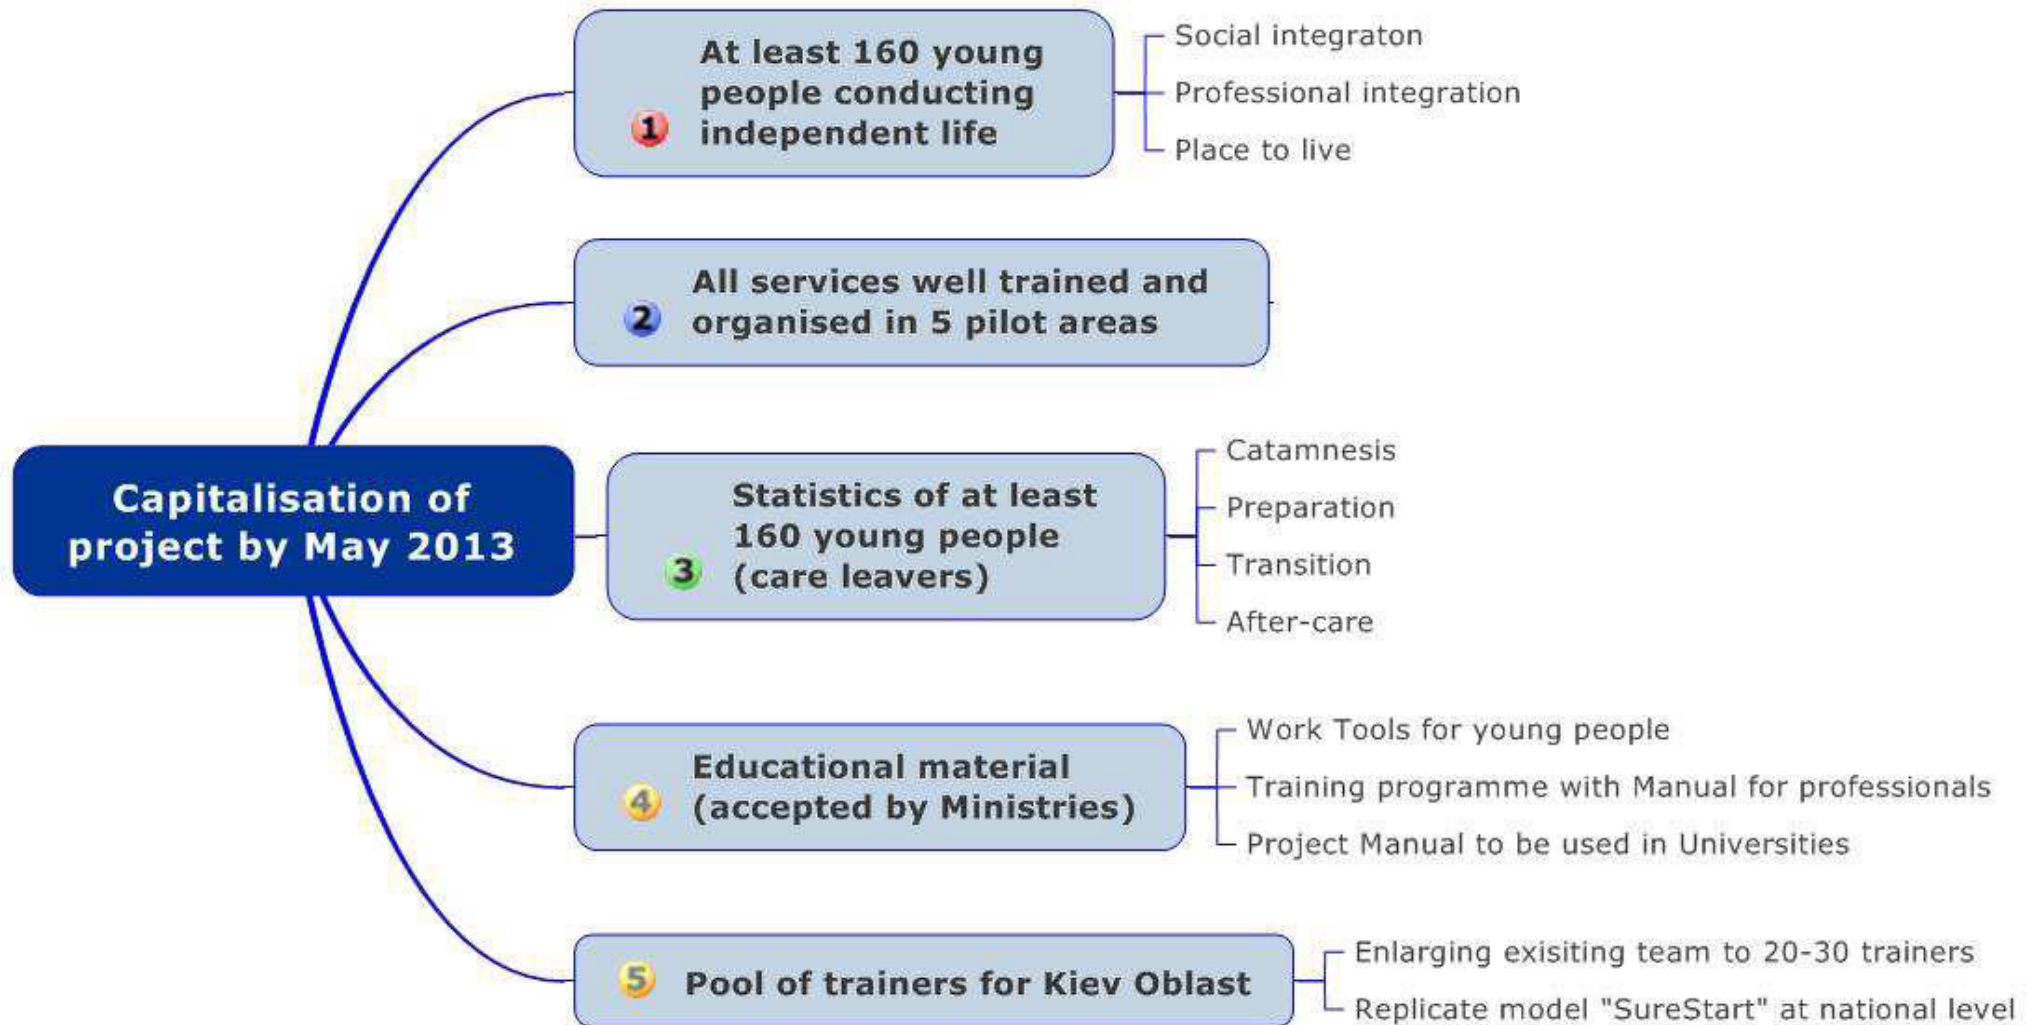 At least 160 young
people conducting
1 independent life
Social integraton
Professional integration
Place to live
All services well trained and
2 organised in 5 pilot areas
Capitalisation of
project by May 2013
Statistics of at least
160 young people
3 (care leavers)
Catamnesis
Preparation
Transition
After-care
Educational material
4 (accepted by Ministries)
Work Tools for young people
Training programme with Manual for professionals
Project Manual to be used in Universities
5 Pool of trainers for Kiev Oblast
Enlarging exisiting team to 20-30 trainers
Replicate model "SureStart" at national level